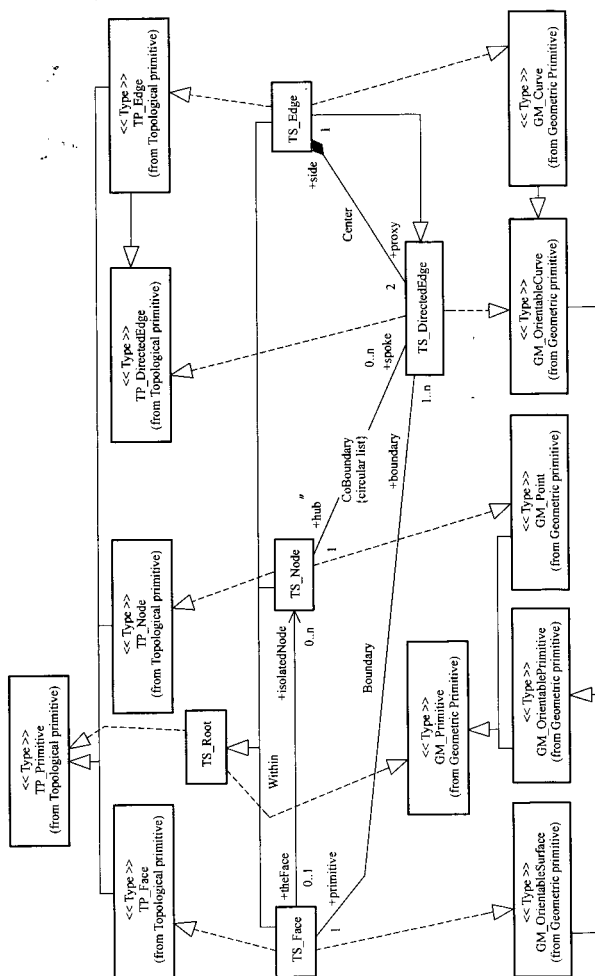 << Type >>
TP_Primitive
(from Topological primitive)
<< Type >>
TP_Face
(from Topological primitive)
<< Type >>
TP_Node
(from Topological primitive)
<< Type >>
TP_DirectedEdge
(from Topological primitive)
<< Type >>
TP_Edge
(from Topological primitive)
TS_Root
Within
+theFace
0..1
+isolatedNode
0..n
TS_Face
TS_Node
TS_Edge
+primitive
1
+hub
1
+side
1
CoBoundary
{circular list}
Center
Boundary
0..n
+spoke
2
+proxy
+boundary
1..n
TS_DirectedEdge
<< Type >>
GM_Primitive
(from Geometric Primitive)
<< Type >>
GM_OrientableSurface
(from Geometric primitive)
<< Type >>
GM_OrientablePrimitive
(from Geometric primitive)
<< Type >>
GM_Point
(from Geometric primitive)
<< Type >>
GM_OrientableCurve
(from Geometric primitive)
<< Type >>
GM_Curve
(from Geometric Primitive)